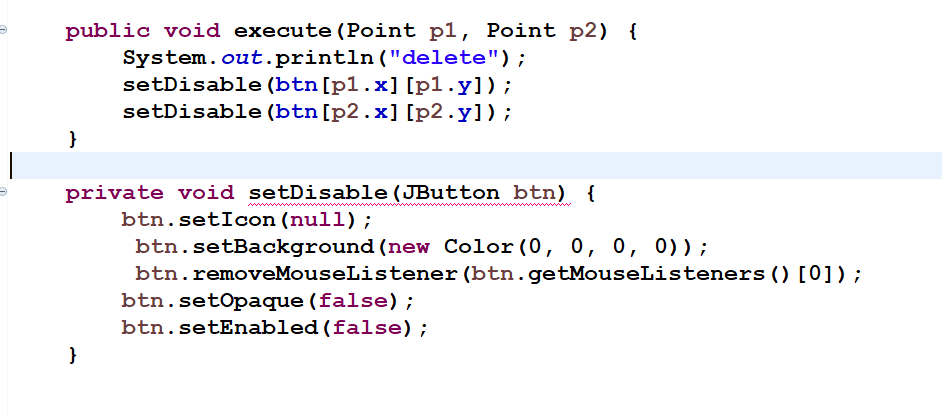 public void execute(Point p1, Point p2) {
System.out.println("delete");
setDisable(btn[p1.x][p1.y]);
setDisable(btn[p2.x][p2.y]);
}
private void setDisable(JButton btn) {
btn.setIcon(null);
btn.setBackground(new Color(0, 0, 0, 0));
btn.removeMouseListener(btn.getMouseListeners()[0]);
btn.setOpaque(false);
btn.setEnabled(false);
}